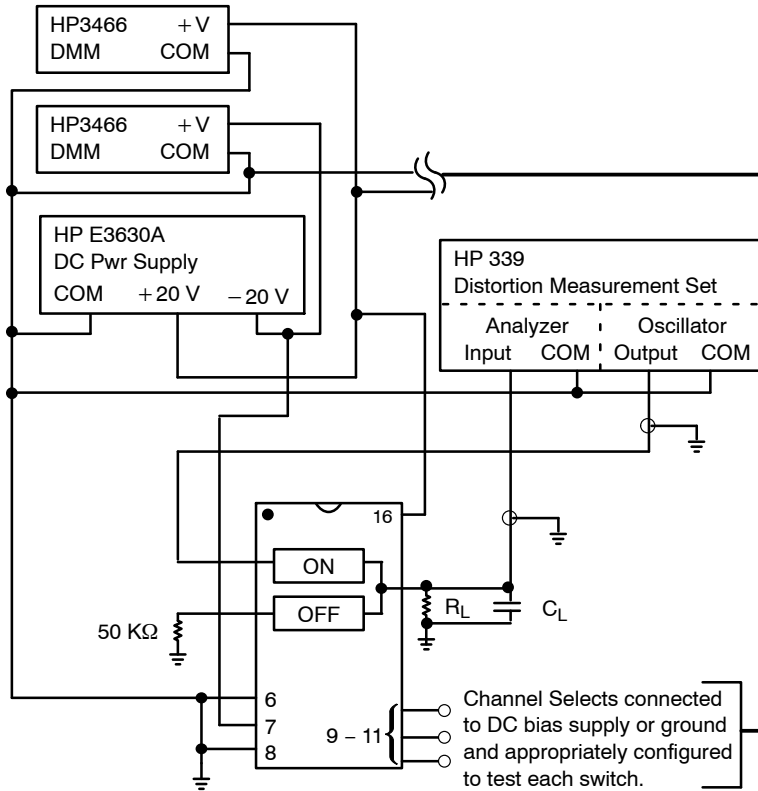 HP3466 +V
DMM COM
HP3466 +V
DMM COM
HP E3630A
DC Pwr Supply
COM +20 V −20 V
HP 339
Distortion Measurement Set
Analyzer Oscillator
Input COM Output COM
16
ON
OFF
50 KΩ
RL
CL
6
7
8
9 − 11
Channel Selects connected
to DC bias supply or ground
and appropriately configured
to test each switch.